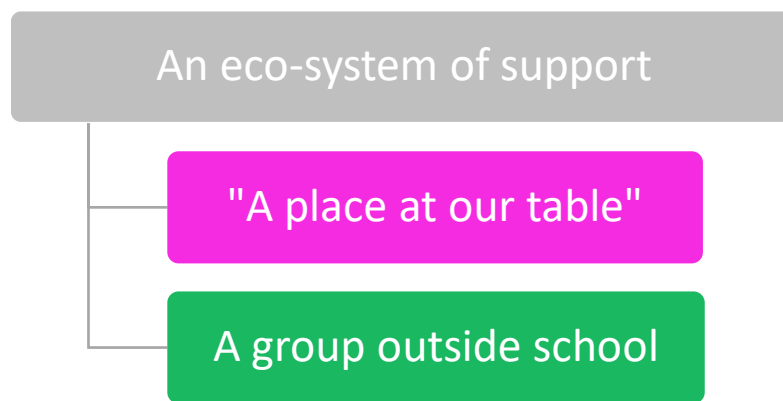 An eco-system of support
"A place at our table"
A group outside school